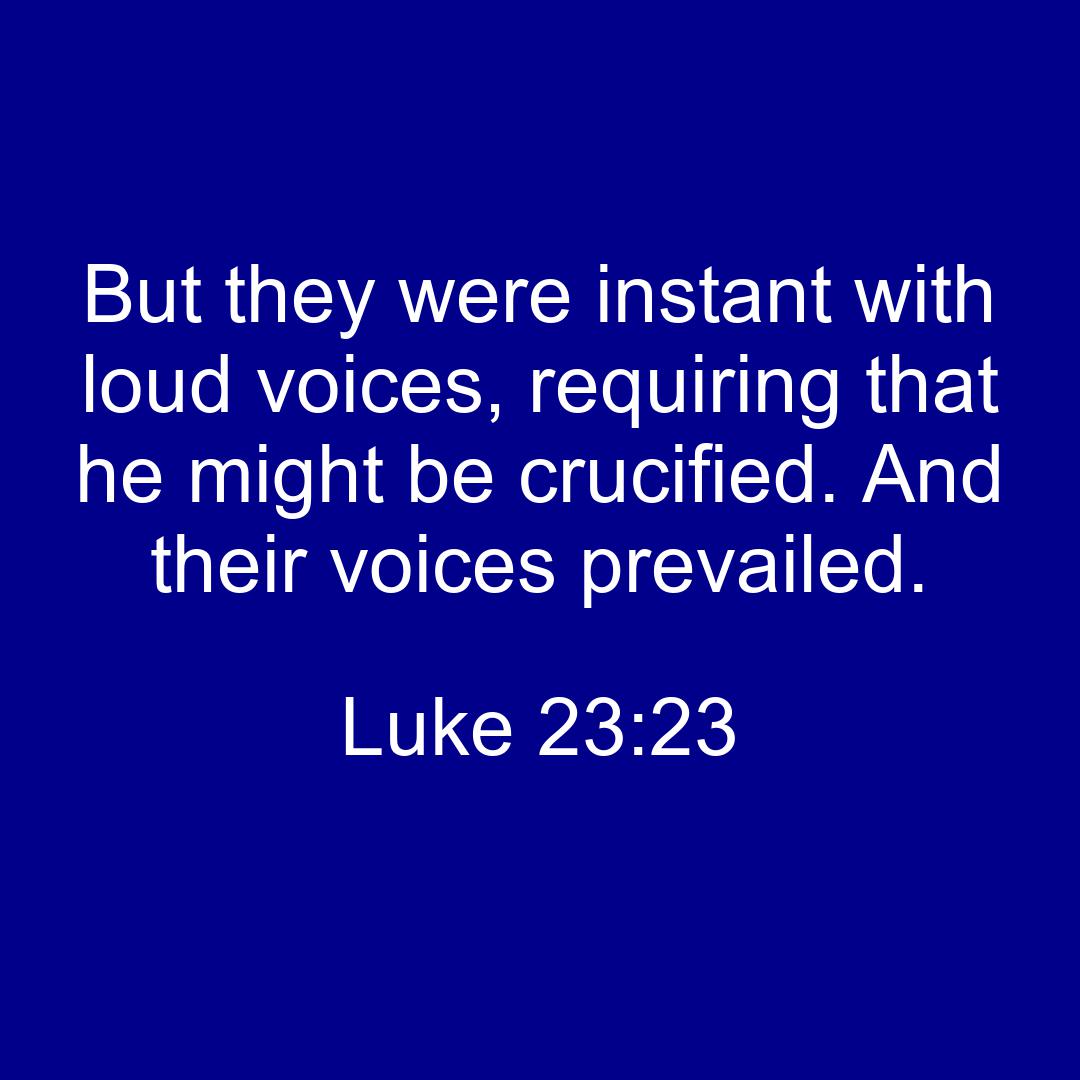 But they were instant with
loud voices, requiring that
he might be crucified. And
their voices prevailed.
Luke 23:23